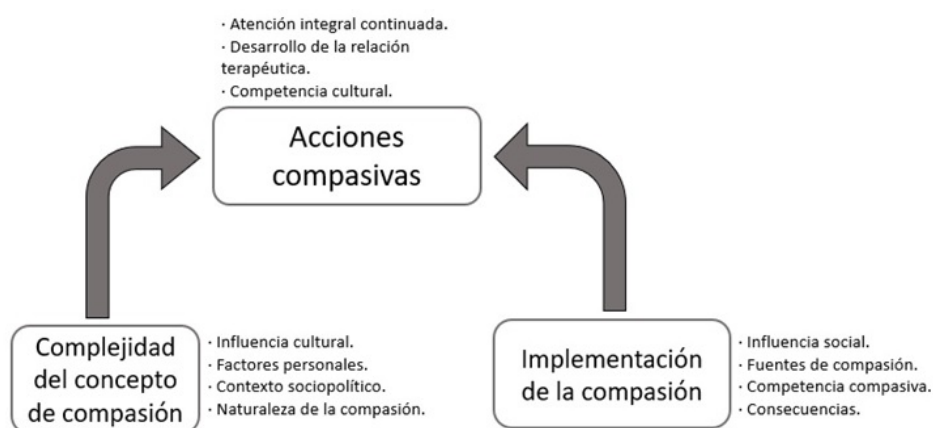 · Atención integral continuada.
· Desarrollo de la relación
terapéutica.
· Competencia cultural.
Acciones
compasivas
Complejidad
del concepto
de compasión
· Influencia cultural.
· Factores personales.
· Contexto sociopolítico.
· Naturaleza de la compasión.
Implementación
de la compasión
· Influencia social.
· Fuentes de compasión.
· Competencia compasiva.
· Consecuencias.